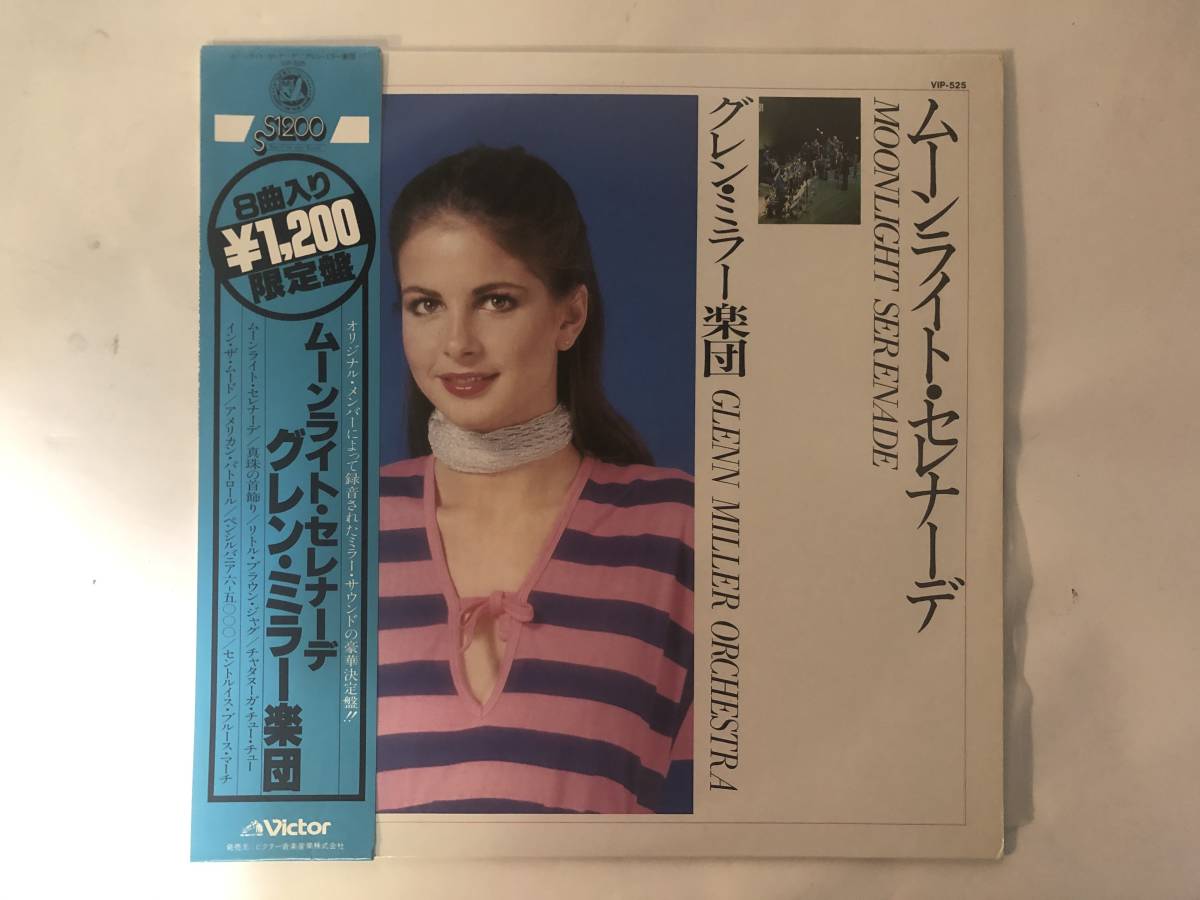 VIP-525
ムーンライト・セレナーデ
MOONLIGHT SERENADE
グレン・ミラー楽団 GLENN MILLER ORCHESTRA
VIP-525
S1200
8曲入り
¥1,200
限定盤
オリジナル・メンバーによって録音されたミラー・サウンドの豪華決定盤!!
ムーンライト・セレナーデ
グレン・ミラー楽団
ムーンライト・セレナーデ/真珠の首飾り/リトル・ブラウン・ジャグ/チャタヌーガ・チュー・チュー
イン・ザ・ムード/アメリカン・パトロール/ペンシルバニア六-五〇〇〇/セントルイス・ブルース・マーチ
Victor
発売元 ビクター音楽産業株式会社